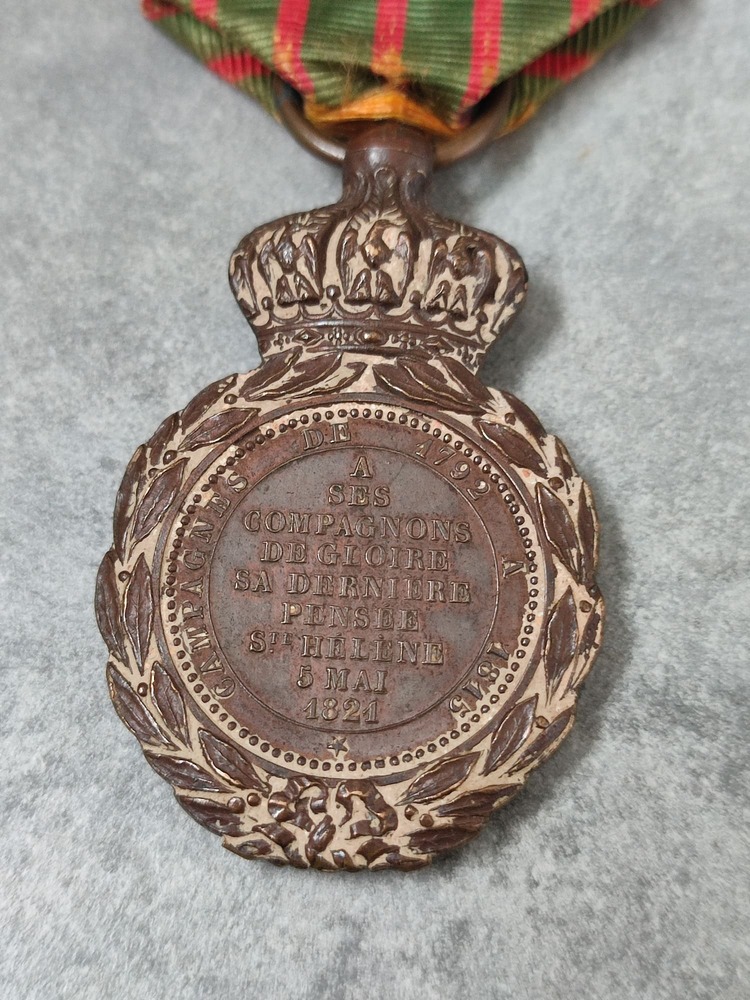 CAMPAGNES DE 1792 A 1815
A
SES
COMPAGNONS
DE GLOIRE
SA DERNIERE
PENSÉE
STE HÉLÈNE
5 MAI
1821